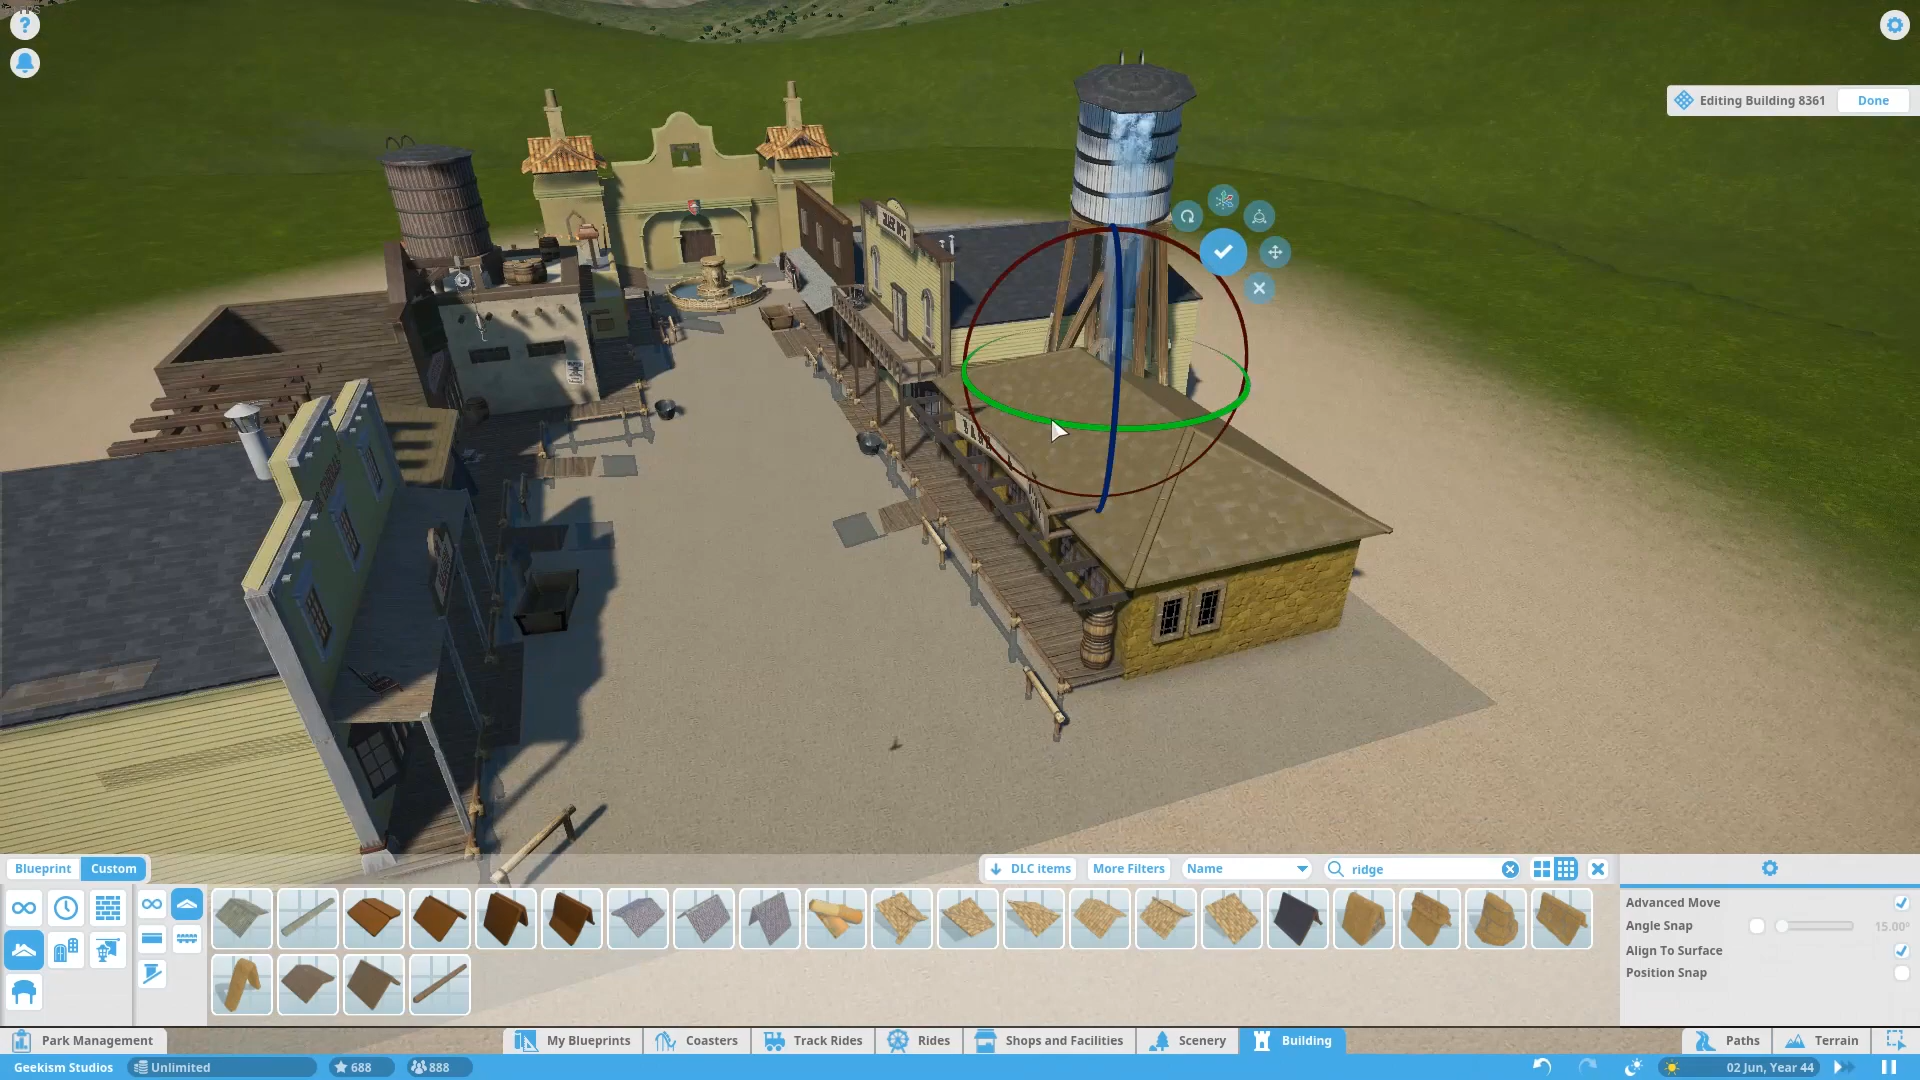 Editing Building 8361
Done
Blueprint
Custom
DLC items
More Filters
Name
ridge
Advanced Move
Angle Snap
15.00°
Align To Surface
Position Snap
Park Management
My Blueprints
Coasters
Track Rides
Rides
Shops and Facilities
Scenery
Building
Paths
Terrain
Geekism Studios
Unlimited
688
888
02 Jun, Year 44